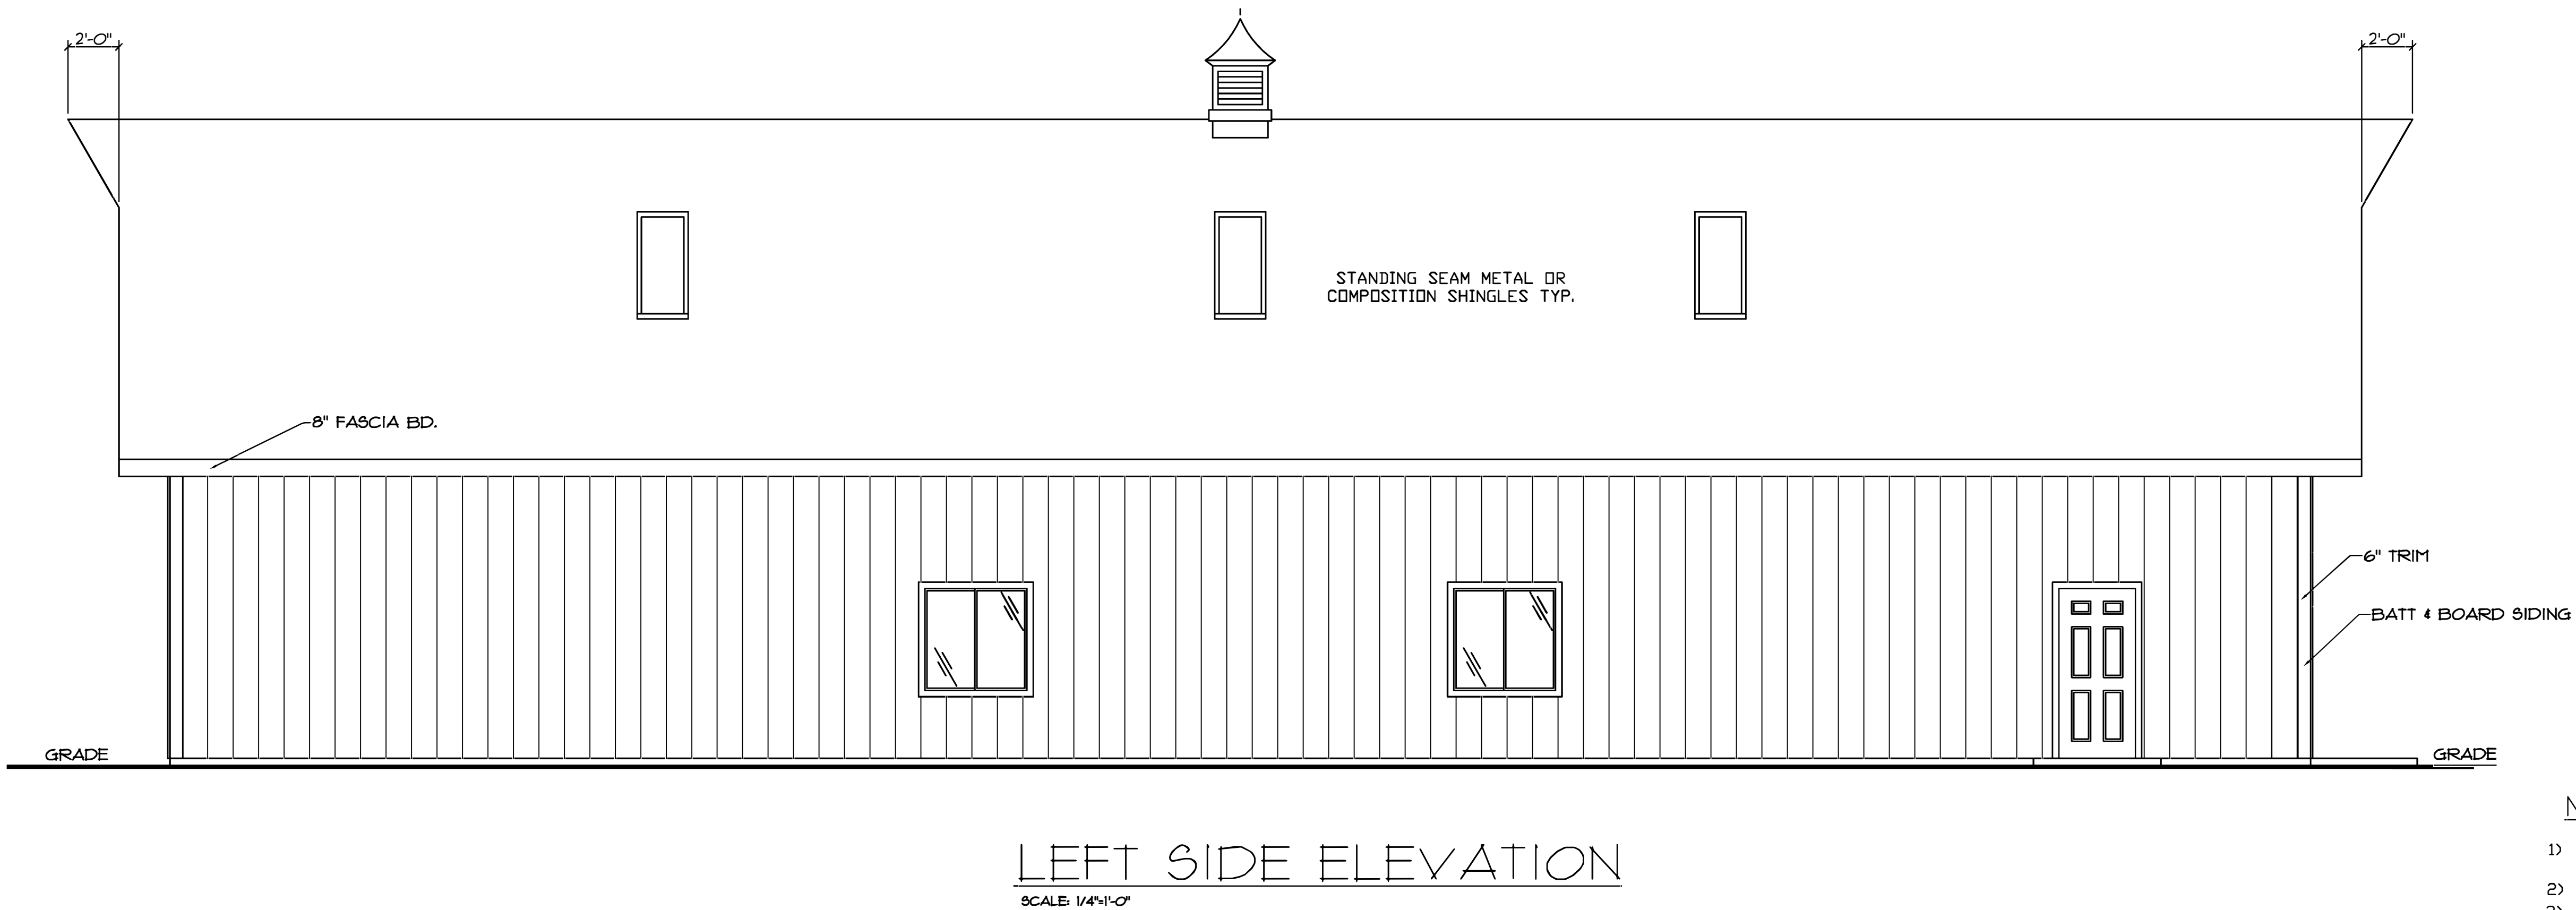 2'-0"
2'-0"
STANDING SEAM METAL OR
COMPOSITION SHINGLES TYP.
8" FASCIA BD.
6" TRIM
BATT & BOARD SIDING
GRADE
GRADE
LEFT SIDE ELEVATION
SCALE: 1/4"=1'-0"
1)
2)